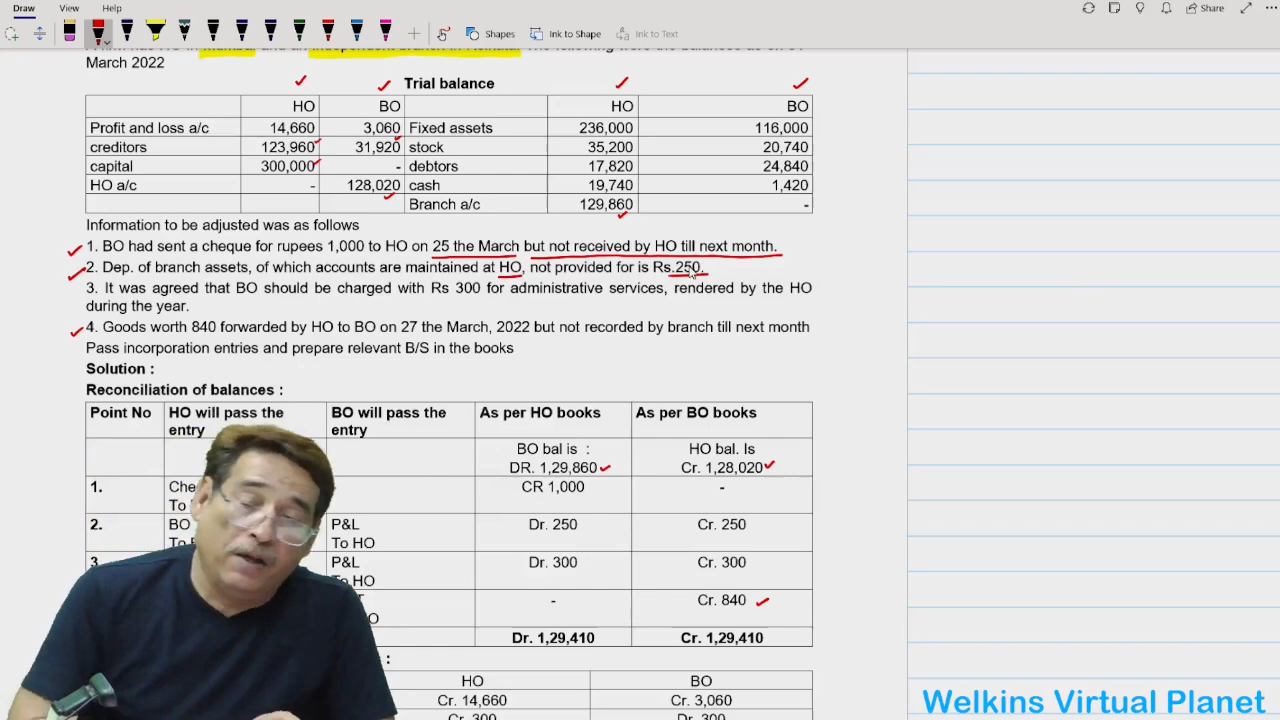 Draw View Help
Share
Shapes Ink to Shape Ink to Text
March 2022
Trial balance
HO BO HO BO
Profit and loss a/c 14,660 3,060 Fixed assets 236,000 116,000
creditors 123,960 31,920 stock 35,200 20,740
capital 300,000 - debtors 17,820 24,840
HO a/c - 128,020 cash 19,740 1,420
Branch a/c 129,860 -
Information to be adjusted was as follows
1. BO had sent a cheque for rupees 1,000 to HO on 25 the March but not received by HO till next month.
2. Dep. of branch assets, of which accounts are maintained at HO, not provided for is Rs.250.
3. It was agreed that BO should be charged with Rs 300 for administrative services, rendered by the HO
during the year.
4. Goods worth 840 forwarded by HO to BO on 27 the March, 2022 but not recorded by branch till next month
Pass incorporation entries and prepare relevant B/S in the books
Solution :
Reconciliation of balances :
Point No HO will pass the BO will pass the As per HO books As per BO books
entry entry
BO bal is : HO bal. Is
DR. 1,29,860 Cr. 1,28,020
1. CR 1,000 -
To
2. BO P&L Dr. 250 Cr. 250
To HO
P&L Dr. 300 Cr. 300
To HO
- Cr. 840
Dr. 1,29,410 Cr. 1,29,410
:
HO BO
Cr. 14,660 Cr. 3,060
Cr. 300 Dr. 300
Welkins Virtual Planet